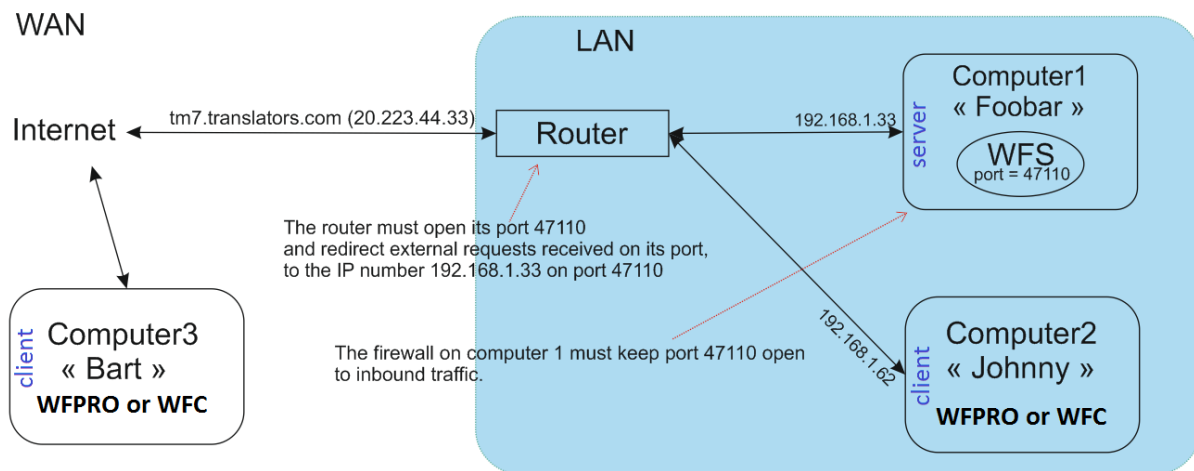 WAN
LAN
Internet
tm7.translators.com (20.223.44.33)
Router
192.168.1.33
server
Computer1
« Foobar »
WFS
port = 47110
The router must open its port 47110
and redirect external requests received on its port,
to the IP number 192.168.1.33 on port 47110
client
Computer3
« Bart »
WFPRO or WFC
The firewall on computer 1 must keep port 47110 open
to inbound traffic.
192.168.1.62
client
Computer2
« Johnny »
WFPRO or WFC